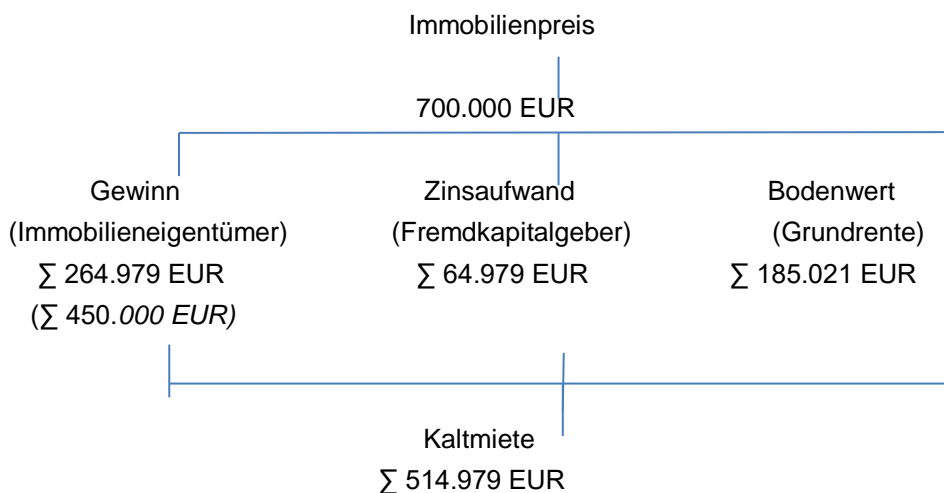 Immobilienpreis
700.000 EUR
Gewinn Zinsaufwand Bodenwert
(Immobilieneigentümer) (Fremdkapitalgeber) (Grundrente)
∑ 264.979 EUR ∑ 64.979 EUR ∑ 185.021 EUR
(∑ 450.000 EUR)
Kaltmiete
∑ 514.979 EUR